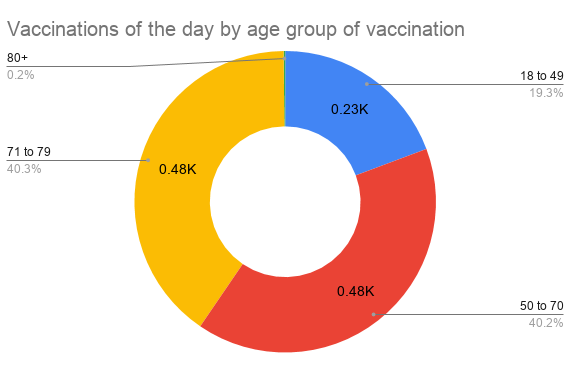 Vaccinations of the day by age group of vaccination
80+
0.2%
18 to 49
19.3%
0.23K
71 to 79
40.3%
0.48K
0.48K
50 to 70
40.2%